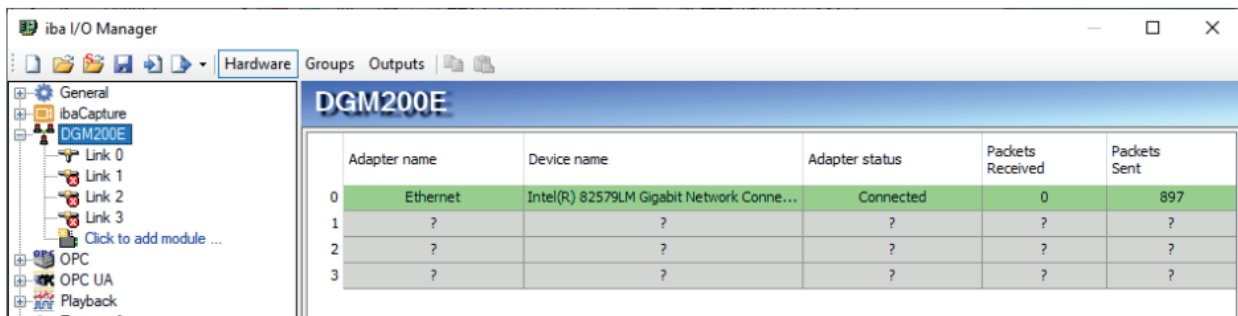 iba I/O Manager
Hardware Groups Outputs
General
ibaCapture
DGM200E
Link 0
Link 1
Link 2
Link 3
Click to add module ...
OPC
OPC UA
Playback
DGM200E
Adapter name Device name Adapter status Packets Received Packets Sent
0 Ethernet Intel(R) 82579LM Gigabit Network Conne... Connected 0 897
1 ? ? ? ? ?
2 ? ? ? ? ?
3 ? ? ? ? ?